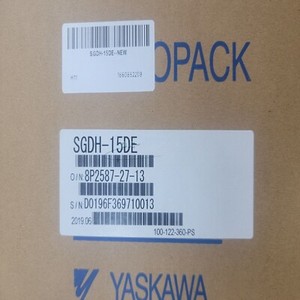 SGDH-15DE-NEW
OPACK
SGDH-15DE
O/N 8P2587-27-13
S/N D0196F369710013
2019.06
100-122-360-PS
YASKAWA